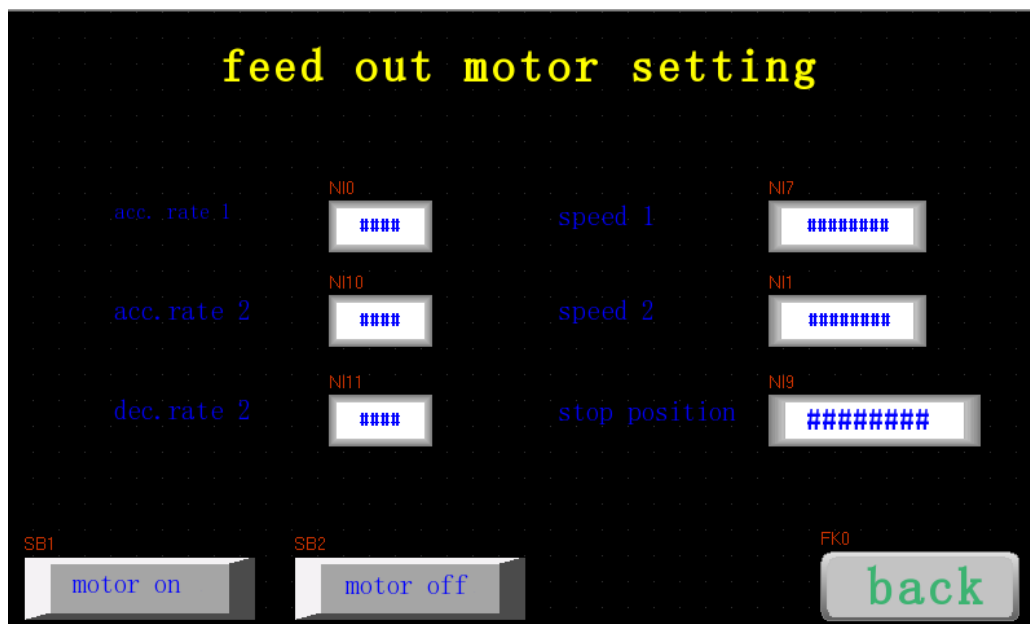 feed out motor setting
NI0 NI7
acc. rate 1 #### speed 1 ########
NI10 NI1
acc.rate 2 #### speed 2 ########
NI11 NI9
dec.rate 2 #### stop position ########
SB1 SB2 FK0
motor on motor off back